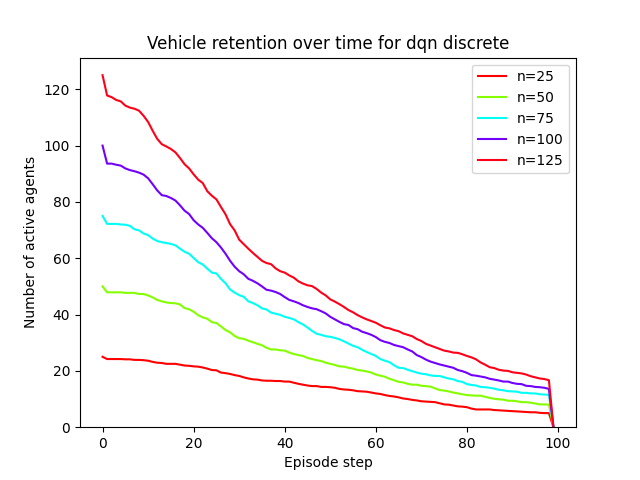 Vehicle retention over time for dqn discrete
n=25
n=50
n=75
n=100
n=125
Number of active agents
120
100
80
60
40
20
0
0 20 40 60 80 100
Episode step